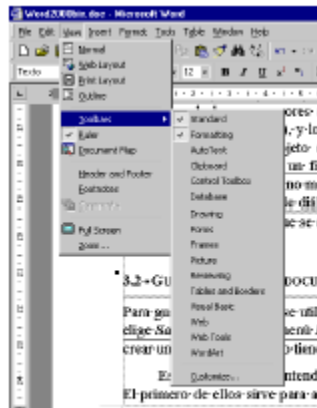 Word2000bis.doc - Microsoft Word
File Edit View Insert Format Tools Table Window Help
Normal
Web Layout
Print Layout
Outline
Toolbars
Ruler
Document Map
Header and Footer
Footnotes
Comments
Full Screen
Zoom...
Texto
12
Standard
Formatting
AutoText
Clipboard
Control Toolbox
Database
Drawing
Forms
Frames
Picture
Reviewing
Tables and Borders
Visual Basic
Web
Web Tools
WordArt
Customize...
3.2
Para
elige
crear un
El primero de ellos sirve para a